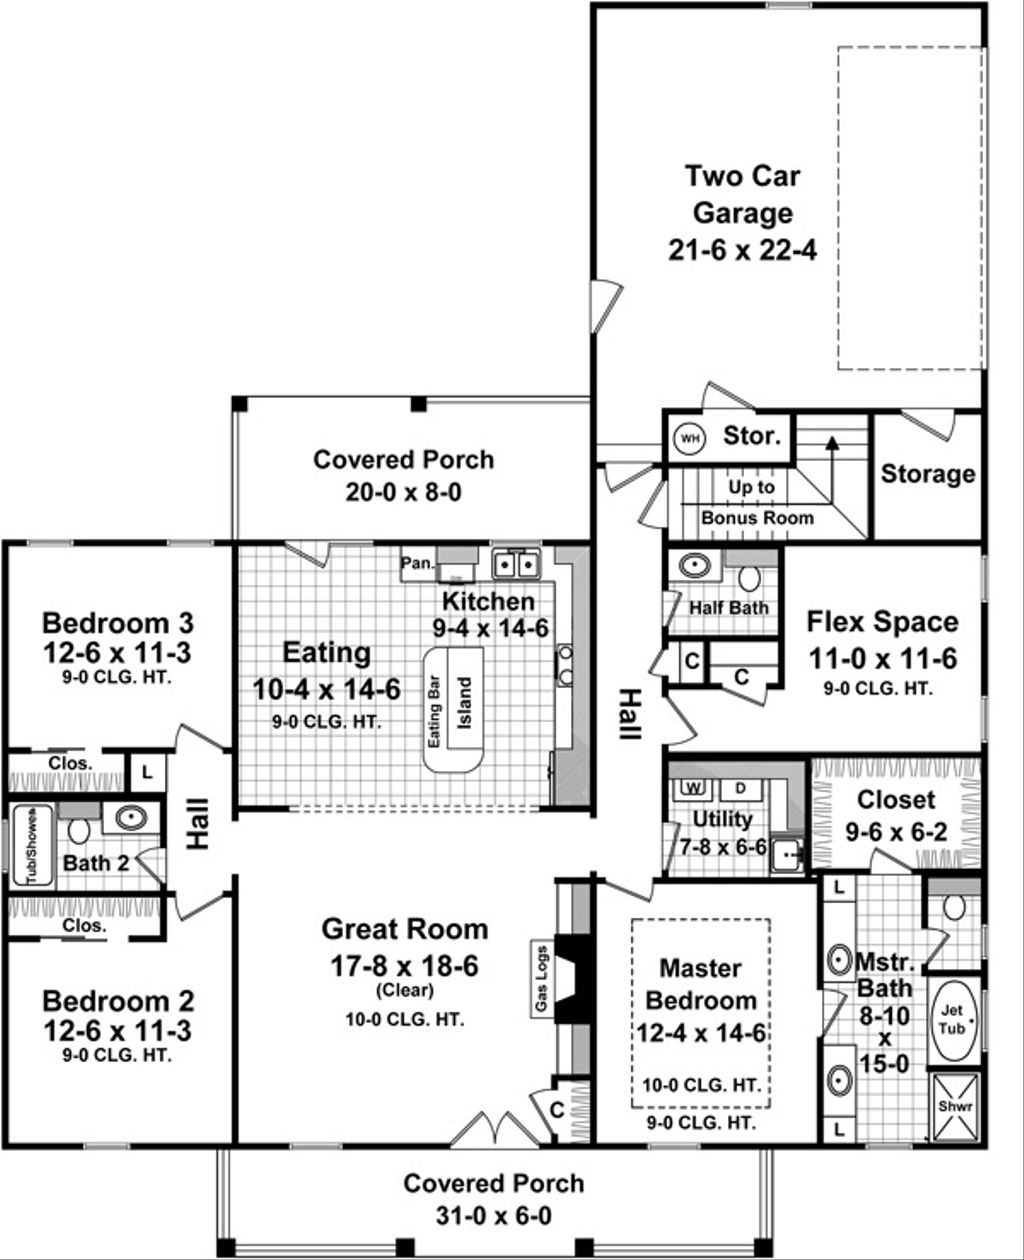 Two Car
Garage
21-6 x 22-4
WH
Stor.
Storage
Up to
Bonus Room
Covered Porch
20-0 x 8-0
Pan.
DW
Kitchen
9-4 x 14-6
Eating
10-4 x 14-6
9-0 CLG. HT.
Eating Bar
Island
Bedroom 3
12-6 x 11-3
9-0 CLG. HT.
Half Bath
Flex Space
11-0 x 11-6
9-0 CLG. HT.
C
C
Hall
Clos.
L
Hall
Tub/Shower
Bath 2
Clos.
W
D
Utility
7-8 x 6-6
Closet
9-6 x 6-2
L
Great Room
17-8 x 18-6
(Clear)
10-0 CLG. HT.
Gas Logs
Bedroom 2
12-6 x 11-3
9-0 CLG. HT.
Master
Bedroom
12-4 x 14-6
10-0 CLG. HT.
9-0 CLG. HT.
Mstr.
Bath
8-10
x
15-0
Jet
Tub
Shwr
C
L
Covered Porch
31-0 x 6-0